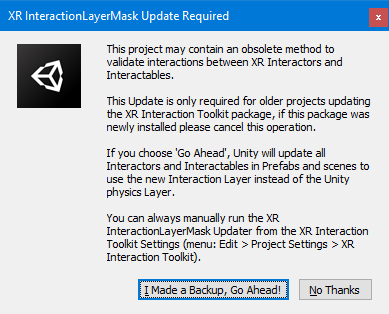 XR InteractionLayerMask Update Required
This project may contain an obsolete method to
validate interactions between XR Interactors and
Interactables.
This Update is only required for older projects updating
the XR Interaction Toolkit package, if this package was
newly installed please cancel this operation.
If you choose 'Go Ahead', Unity will update all
Interactors and Interactables in Prefabs and scenes to
use the new Interaction Layer instead of the Unity
physics Layer.
You can always manually run the XR
InteractionLayerMask Updater from the XR Interaction
Toolkit Settings (menu: Edit > Project Settings > XR
Interaction Toolkit).
I Made a Backup, Go Ahead!
No Thanks